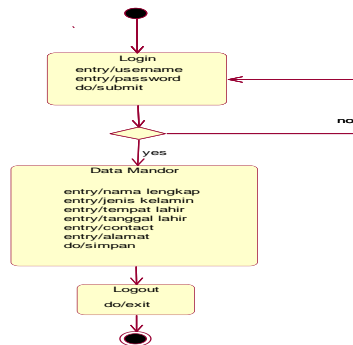 Login
entry/username
entry/password
do/submit
no
yes
Data Mandor
entry/nama lengkap
entry/jenis kelamin
entry/tempat lahir
entry/tanggal lahir
entry/contact
entry/alamat
do/simpan
Logout
do/exit